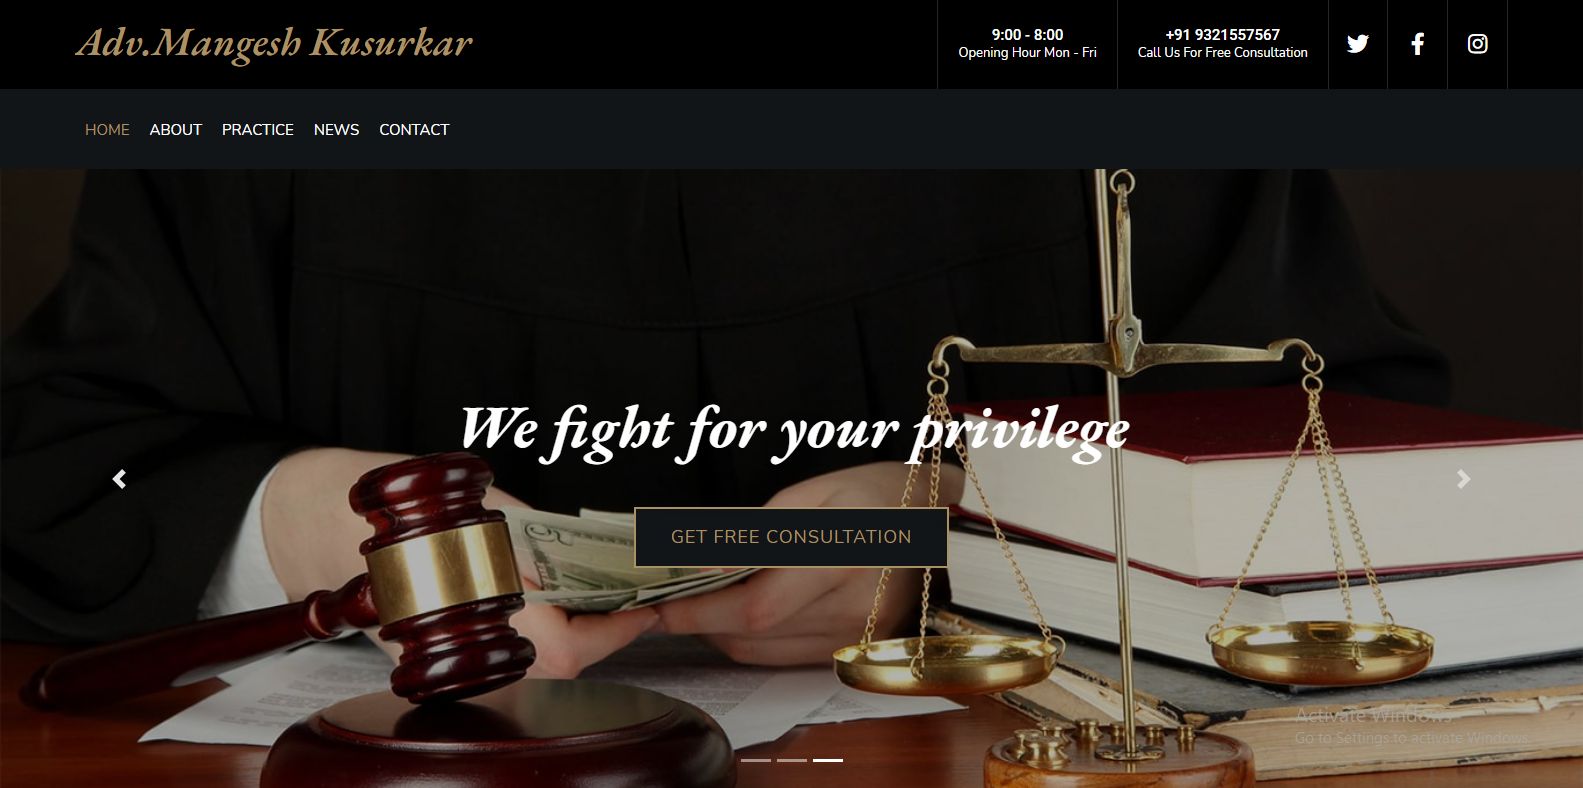 Adv.Mangesh Kusurkar
9:00 - 8:00
Opening Hour Mon - Fri
+91 9321557567
Call Us For Free Consultation
HOME ABOUT PRACTICE NEWS CONTACT
We fight for your privilege
GET FREE CONSULTATION
Activate Windows
Go to Settings to activate Windows.